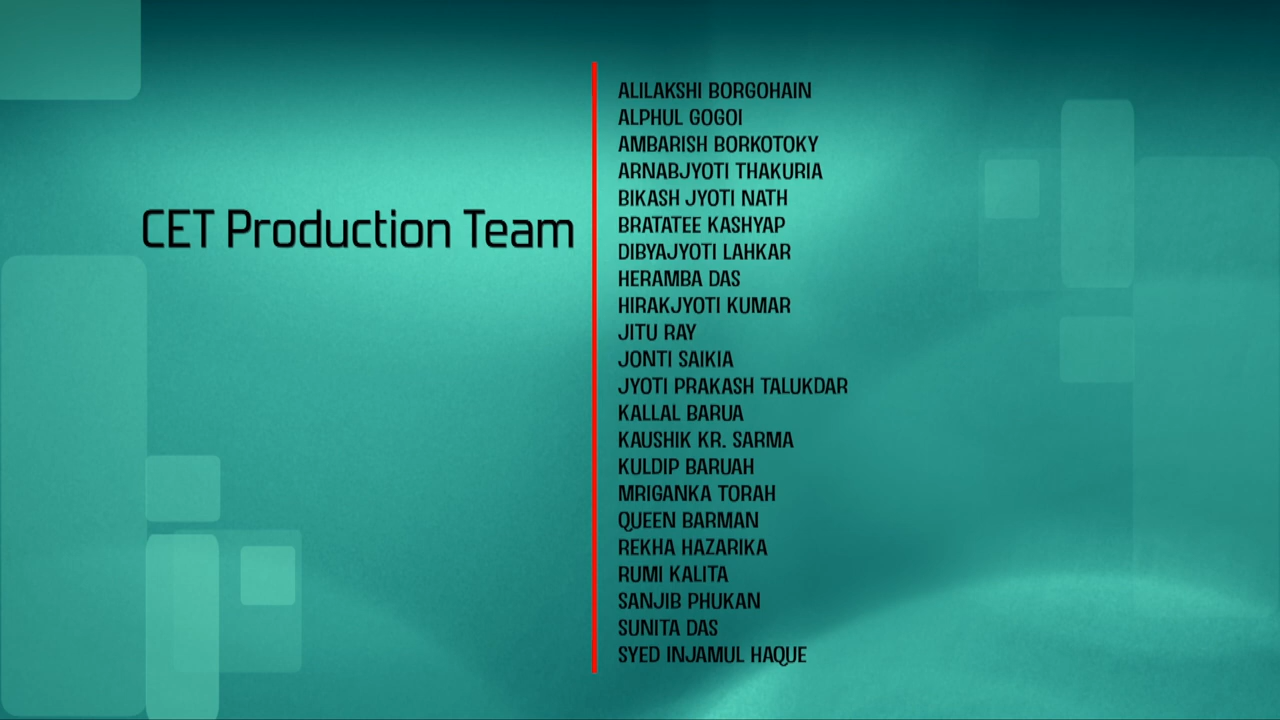 CET Production Team
ALILAKSHI BORGOHAIN
ALPHUL GOGOI
AMBARISH BORKOTOKY
ARNABJYOTI THAKURIA
BIKASH JYOTI NATH
BRATATEE KASHYAP
DIBYAJYOTI LAHKAR
HERAMBA DAS
HIRAKJYOTI KUMAR
JITU RAY
JONTI SAIKIA
JYOTI PRAKASH TALUKDAR
KALLAL BARUA
KAUSHIK KR. SARMA
KULDIP BARUAH
MRIGANKA TORAH
QUEEN BARMAN
REKHA HAZARIKA
RUMI KALITA
SANJIB PHUKAN
SUNITA DAS
SYED INJAMUL HAQUE